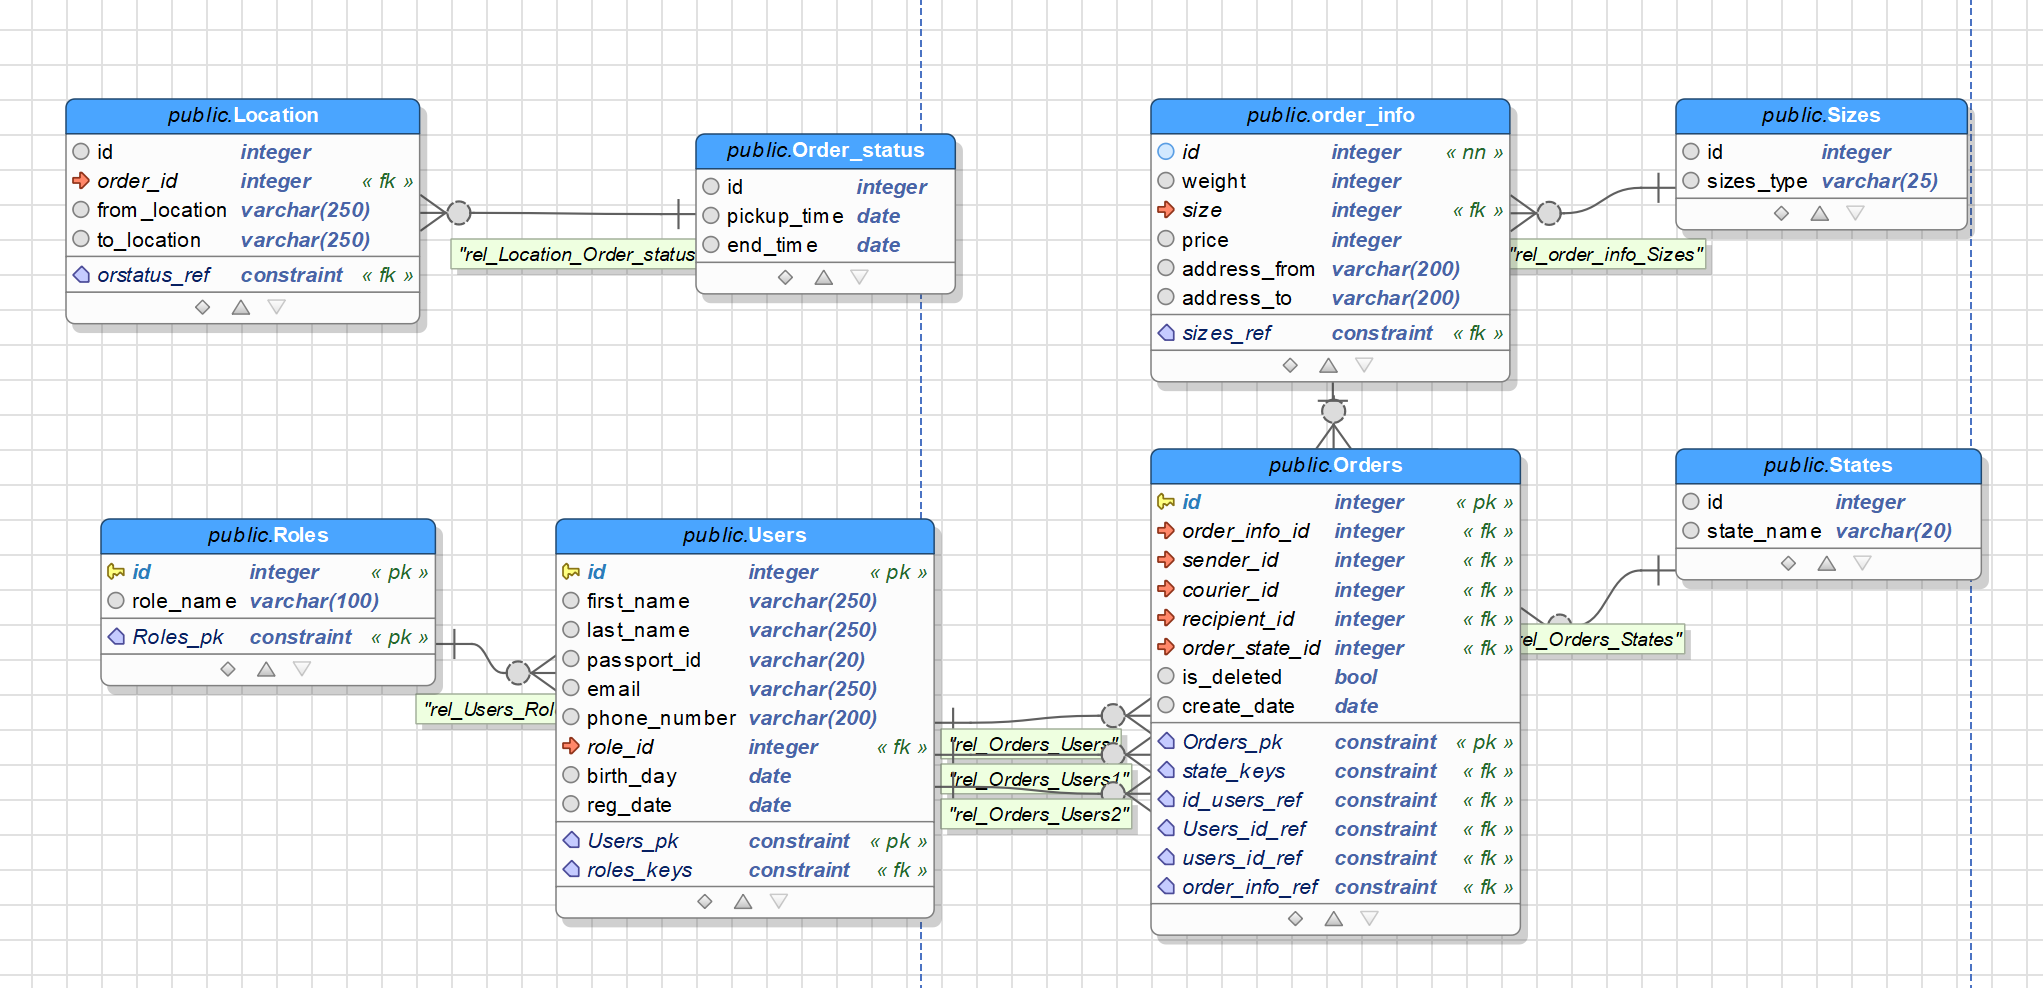 public.Location
id integer
order_id integer « fk »
from_location varchar(250)
to_location varchar(250)
orstatus_ref constraint « fk »
"rel_Location_Order_status
public.Order_status
id integer
pickup_time date
end_time date
public.order_info
id integer « nn »
weight integer
size integer « fk »
price integer
address_from varchar(200)
address_to varchar(200)
sizes_ref constraint « fk »
"rel_order_info_Sizes"
public.Sizes
id integer
sizes_type varchar(25)
public.Roles
id integer « pk »
role_name varchar(100)
Roles_pk constraint « pk »
"rel_Users_Rol
public.Users
id integer « pk »
first_name varchar(250)
last_name varchar(250)
passport_id varchar(20)
email varchar(250)
phone_number varchar(200)
role_id integer « fk »
birth_day date
reg_date date
Users_pk constraint « pk »
roles_keys constraint « fk »
"rel_Orders_Users"
"rel_Orders_Users1"
"rel_Orders_Users2"
public.Orders
id integer « pk »
order_info_id integer « fk »
sender_id integer « fk »
courier_id integer « fk »
recipient_id integer « fk »
order_state_id integer « fk »
is_deleted bool
create_date date
Orders_pk constraint « pk »
state_keys constraint « fk »
id_users_ref constraint « fk »
Users_id_ref constraint « fk »
users_id_ref constraint « fk »
order_info_ref constraint « fk »
rel_Orders_States"
public.States
id integer
state_name varchar(20)